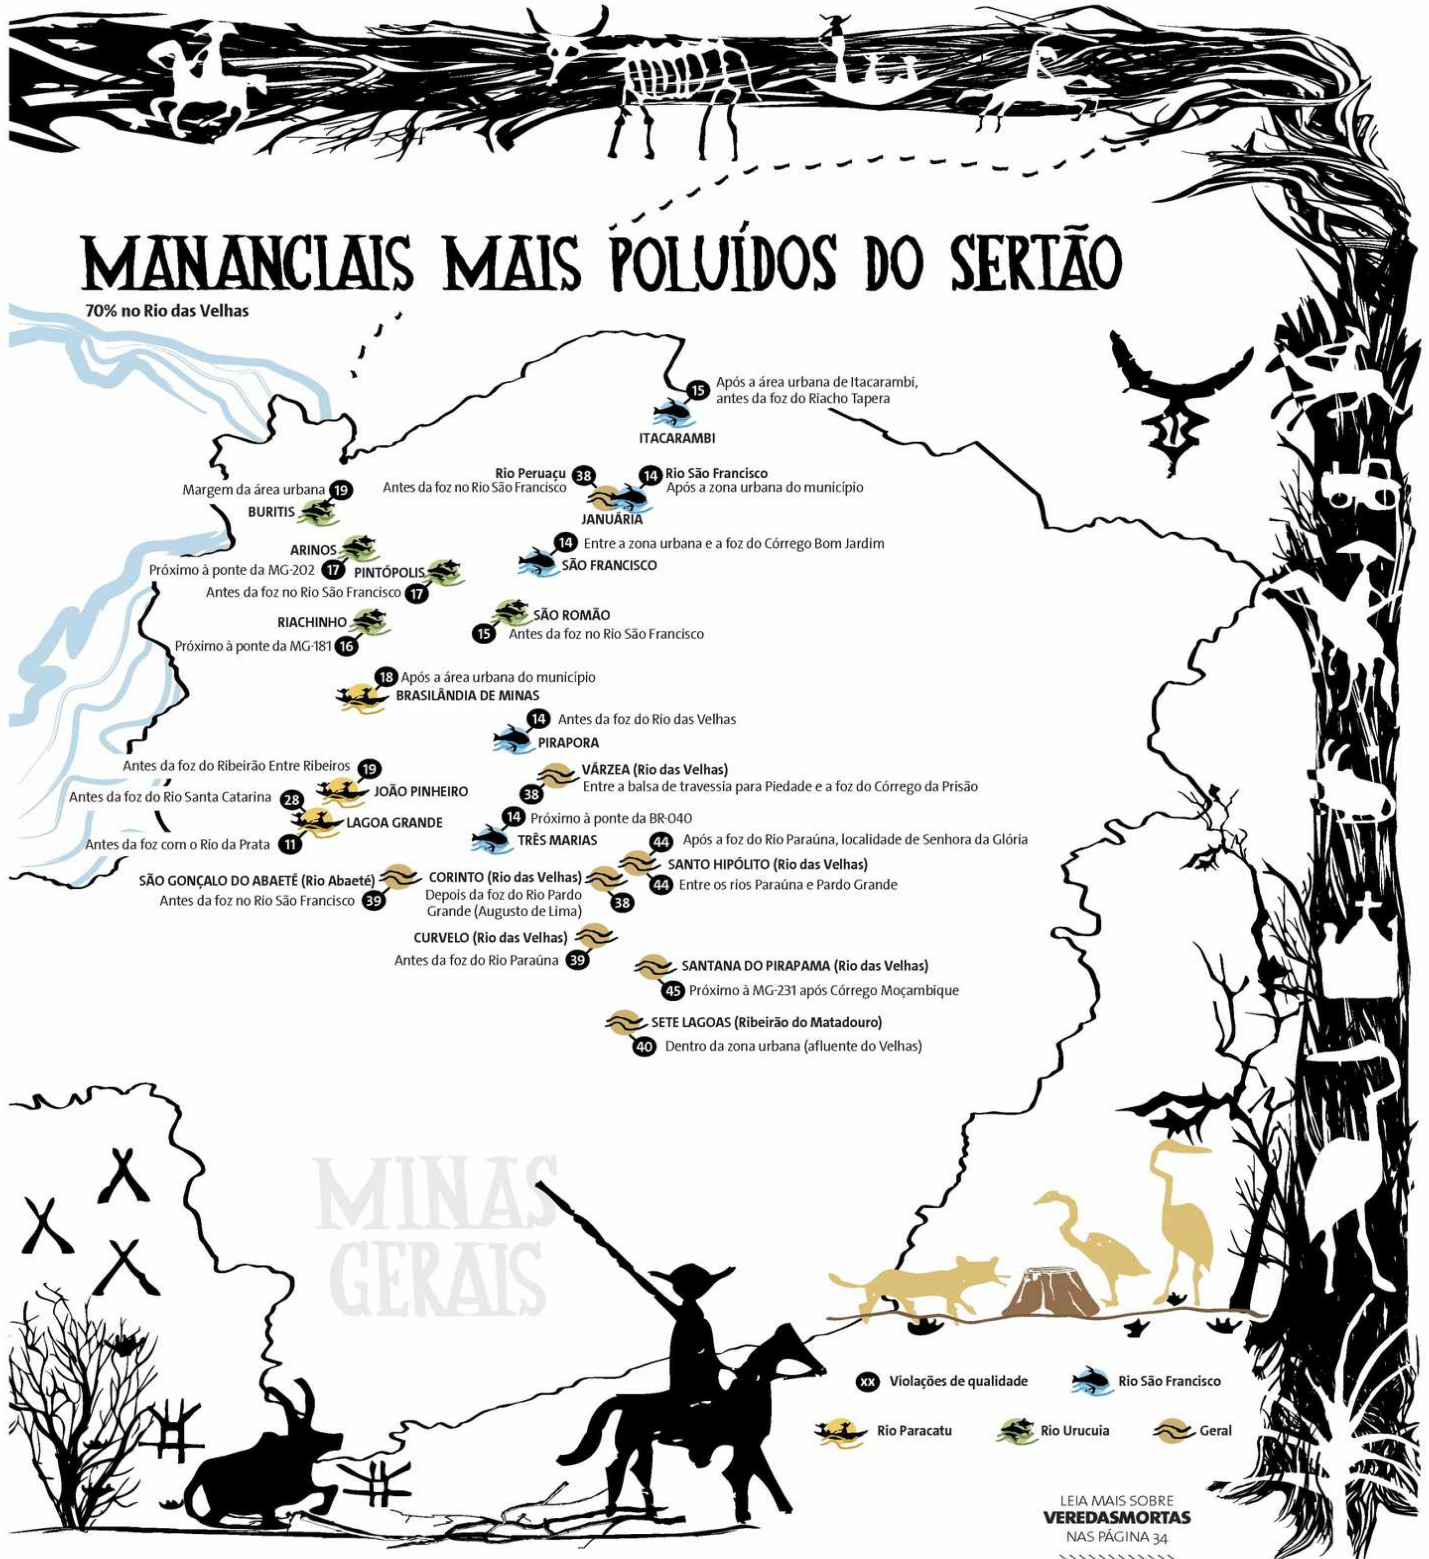 MANANCIAIS MAIS POLUÍDOS DO SERTÃO
70% no Rio das Velhas
15 Após a área urbana de Itacarambi,
antes da foz do Riacho Tapera
ITACARAMBI
Rio Peruaçu 38
Antes da foz no Rio São Francisco
14 Rio São Francisco
Após a zona urbana do município
JANUÁRIA
Margem da área urbana 19
BURITIS
14 Entre a zona urbana e a foz do Córrego Bom Jardim
SÃO FRANCISCO
ARINOS
Próximo à ponte da MG-202 17
PINTÓPOLIS
Antes da foz no Rio São Francisco 17
RIACHINHO
Próximo à ponte da MG-181 16
SÃO ROMÃO
15 Antes da foz no Rio São Francisco
18 Após a área urbana do município
BRASILÂNDIA DE MINAS
14 Antes da foz do Rio das Velhas
PIRAPORA
Antes da foz do Ribeirão Entre Ribeiros 19
JOÃO PINHEIRO
VÁRZEA (Rio das Velhas)
38 Entre a balsa de travessia para Piedade e a foz do Córrego da Prisão
Antes da foz do Rio Santa Catarina 28
LAGOA GRANDE
Antes da foz com o Rio da Prata 11
14 Próximo à ponte da BR-040
TRÊS MARIAS
44 Após a foz do Rio Paraúna, localidade de Senhora da Glória
SANTO HIPÓLITO (Rio das Velhas)
44 Entre os rios Paraúna e Pardo Grande
SÃO GONÇALO DO ABAETÉ (Rio Abaeté)
Antes da foz no Rio São Francisco 39
CORINTO (Rio das Velhas)
Depois da foz do Rio Pardo
Grande (Augusto de Lima) 38
CURVELO (Rio das Velhas)
Antes da foz do Rio Paraúna 39
SANTANA DO PIRAPAMA (Rio das Velhas)
45 Próximo à MG-231 após Córrego Moçambique
SETE LAGOAS (Ribeirão do Matadouro)
40 Dentro da zona urbana (afluente do Velhas)
MINAS
GERAIS
XX Violações de qualidade
Rio São Francisco
Rio Paracatu
Rio Urucuia
Geral
LEIA MAIS SOBRE
VEREDASMORTAS
NAS PÁGINA 34